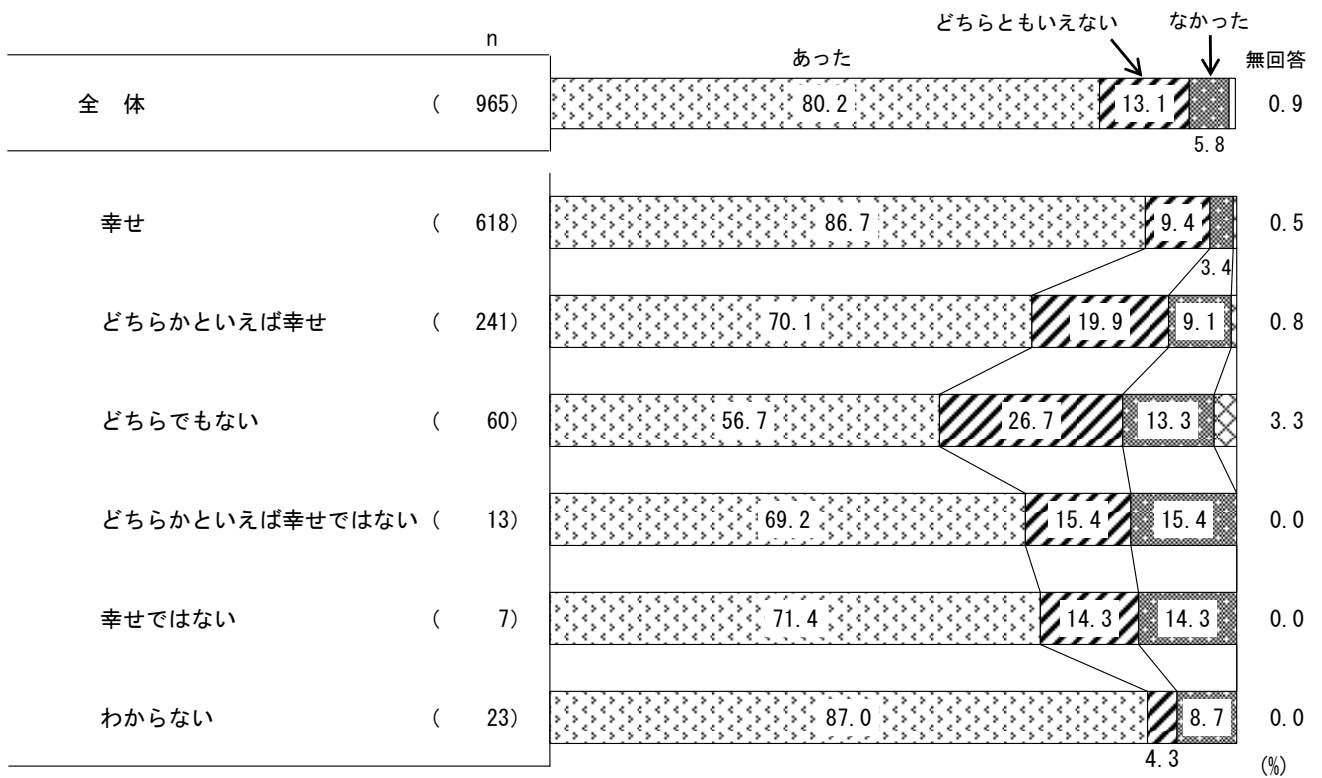 どちらともいえない なかった
n
あった 無回答
全 体 ( 965) 80.2 13.1 0.9
5.8
幸せ ( 618) 86.7 9.4 0.5
3.4
どちらかといえば幸せ ( 241) 70.1 19.9 9.1 0.8
どちらでもない ( 60) 56.7 26.7 13.3 3.3
どちらかといえば幸せではない ( 13) 69.2 15.4 15.4 0.0
幸せではない ( 7) 71.4 14.3 14.3 0.0
わからない ( 23) 87.0 8.7 0.0
4.3
(%)